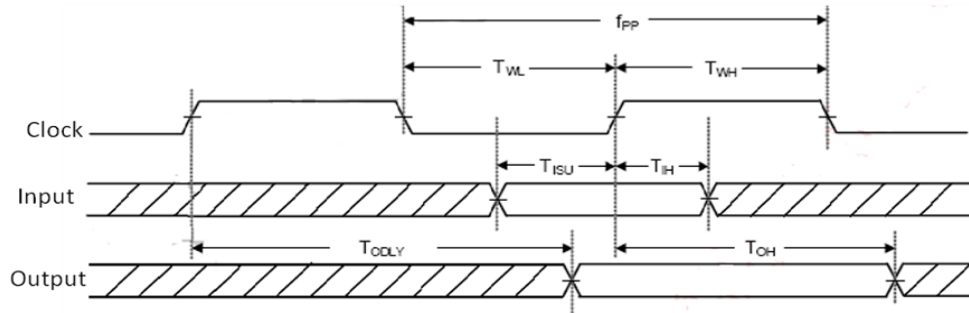 fPP
TWL TWH
Clock
TISU TIH
Input
TODLY TOH
Output